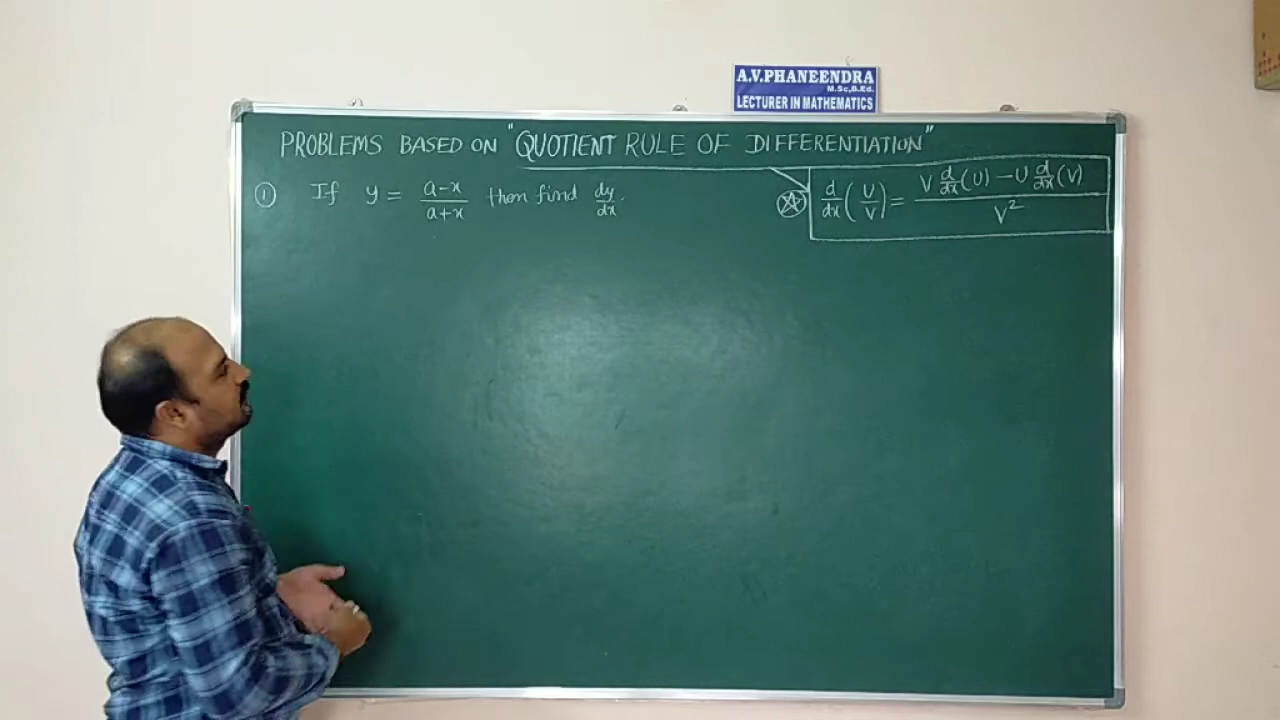 A.V.PHANEENDRA
M.Sc,B.Ed.
LECTURER IN MATHEMATICS
PROBLEMS BASED ON "QUOTIENT RULE OF DIFFERENTIATION"
① If y = (a-x)/(a+x) then find dy/dx.
d/dx (U/V) = (V d/dx (U) - U d/dx (V))/V²